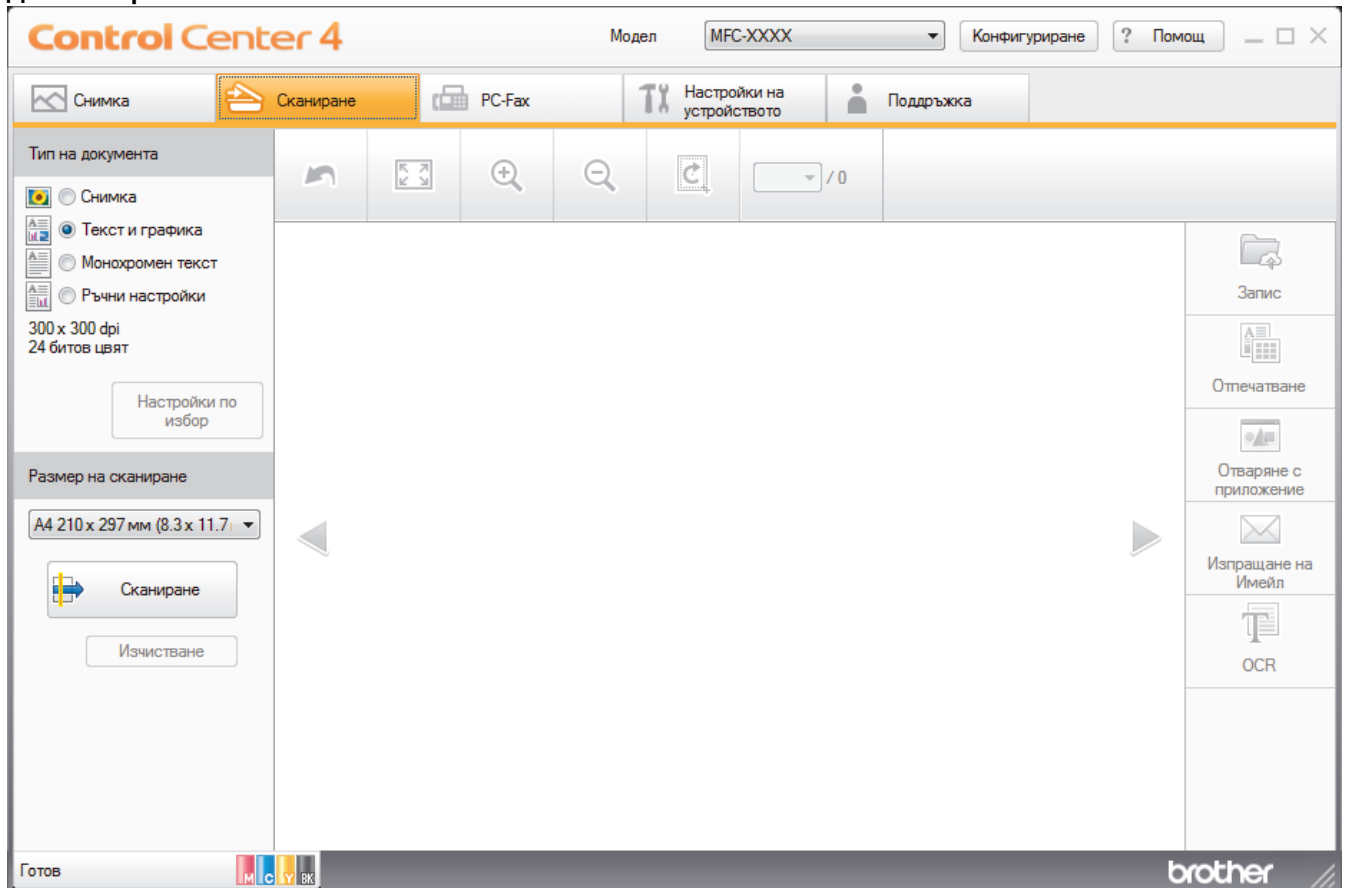 Control Center 4
Модел
MFC-XXXX
Конфигуриране
? Помощ
Снимка
Сканиране
PC-Fax
Настройки на
устройството
Поддръжка
Тип на документа
Снимка
Текст и графика
Монохромен текст
Ръчни настройки
300 x 300 dpi
24 битов цвят
Настройки по
избор
Размер на сканиране
A4 210 x 297 мм (8.3 x 11.7
Сканиране
Изчистване
/ 0
Запис
Отпечатване
Отваряне с
приложение
Изпращане на
Имейл
OCR
Готов
M C Y BK
brother